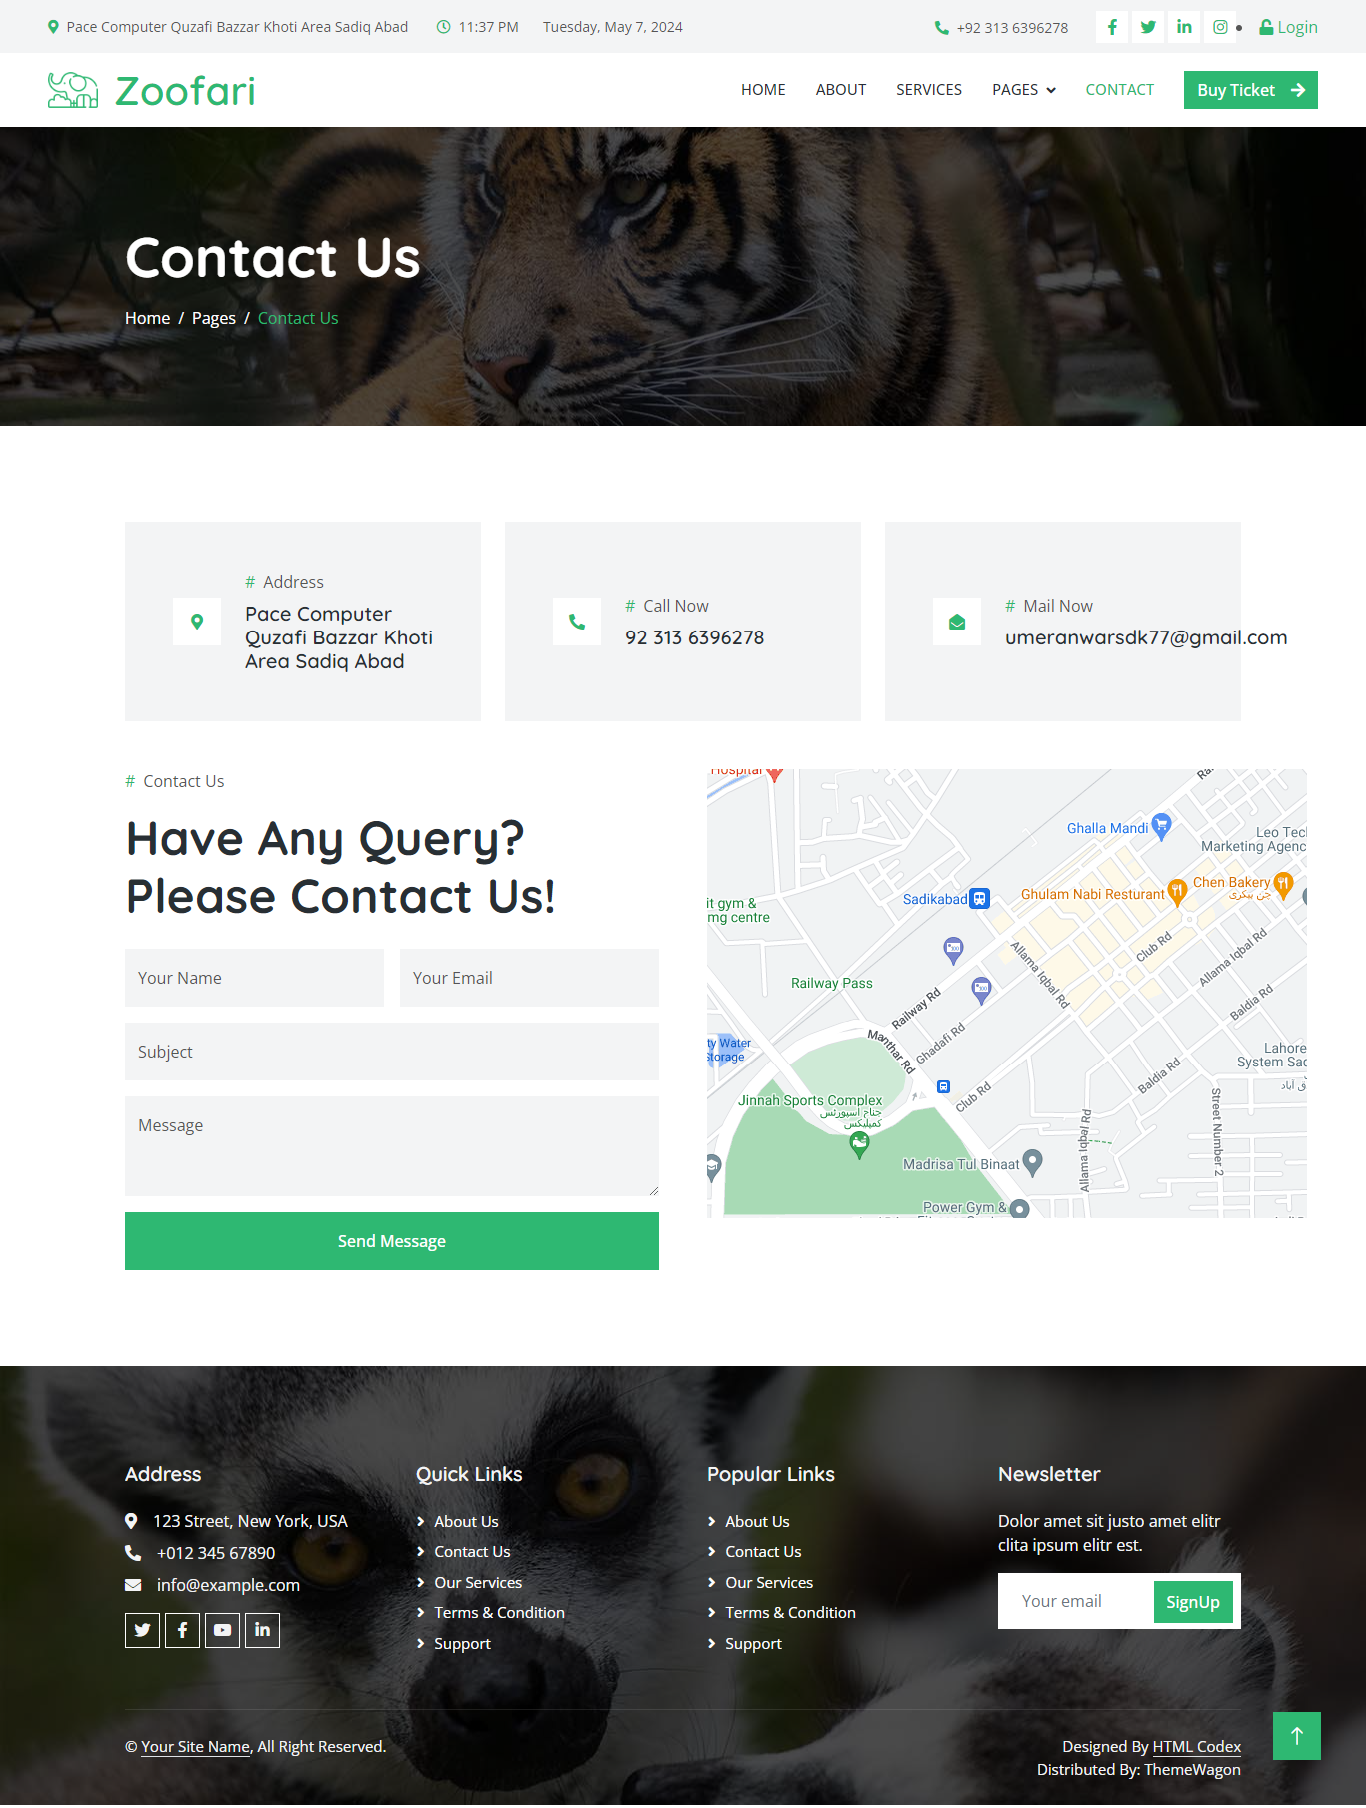 Pace Computer Quzafi Bazzar Khoti Area Sadiq Abad
11:37 PM
Tuesday, May 7, 2024
+92 313 6396278
Login
Zoofari
HOME
ABOUT
SERVICES
PAGES
CONTACT
Buy Ticket
Contact Us
Home / Pages / Contact Us
# Address
Pace Computer
Quzafi Bazzar Khoti
Area Sadiq Abad
# Call Now
92 313 6396278
# Mail Now
umeranwarsdk77@gmail.com
# Contact Us
Have Any Query?
Please Contact Us!
Your Name
Your Email
Subject
Message
Send Message
Hospital
Ghalla Mandi
Leo Tec
Marketing Agenc
Chen Bakery
چن بیکری
Ghulam Nabi Resturant
Sadikabad
it gym &
mg centre
Railway Pass
Railway Rd
Allama Iqbal Rd
Club Rd
Allama Iqbal Rd
Baldia Rd
Ghadafi Rd
Manthar Rd
ty Water
Storage
Lahore
System Sad
Baldia Rd
Club Rd
Jinnah Sports Complex
جناح اسپورٹس
کمپلیکس
Allama Iqbal Rd
Street Number 2
Madrisa Tul Binaat
Power Gym &
Address
123 Street, New York, USA
+012 345 67890
info@example.com
Quick Links
About Us
Contact Us
Our Services
Terms & Condition
Support
Popular Links
About Us
Contact Us
Our Services
Terms & Condition
Support
Newsletter
Dolor amet sit justo amet elitr
clita ipsum elitr est.
Your email
SignUp
© Your Site Name, All Right Reserved.
Designed By HTML Codex
Distributed By: ThemeWagon